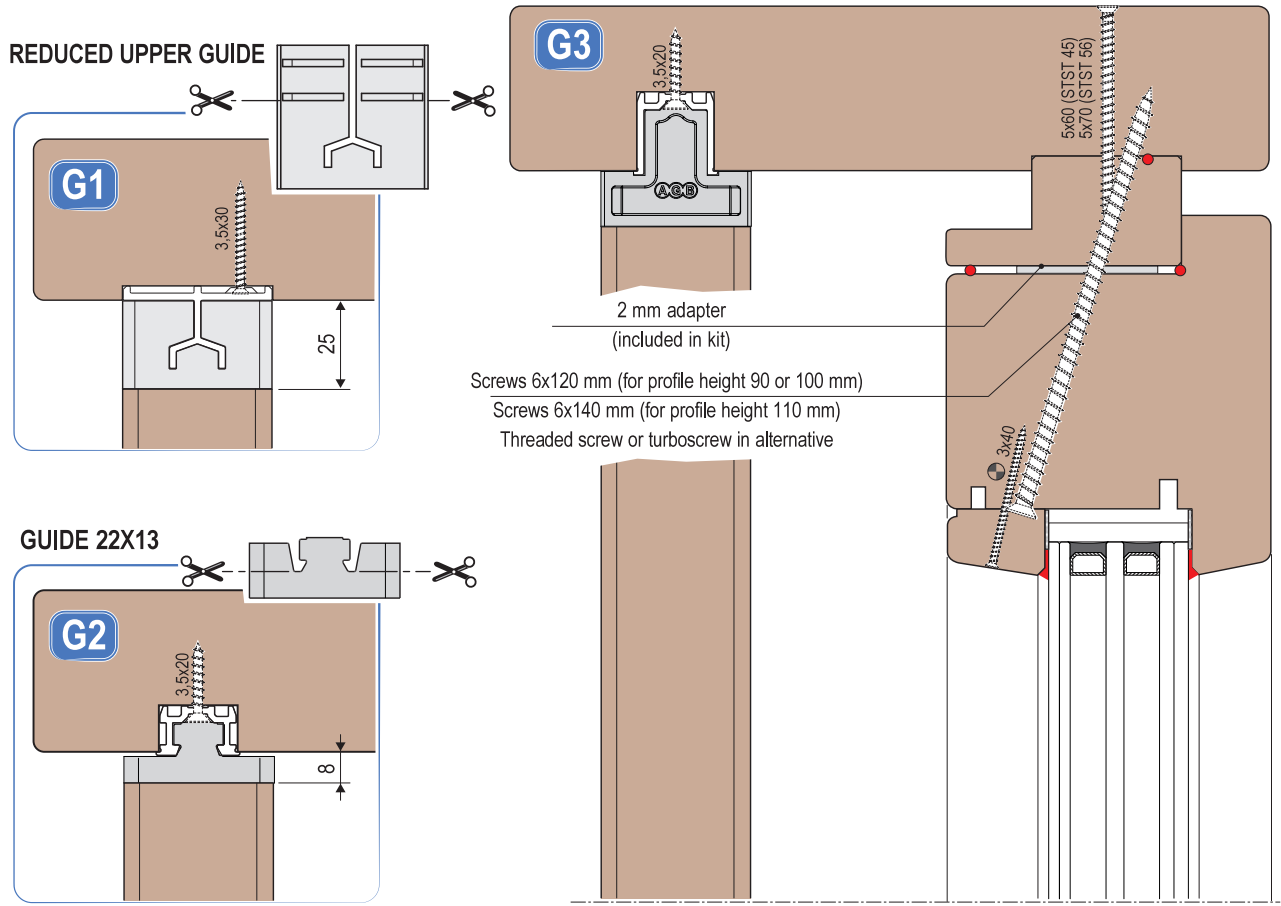 REDUCED UPPER GUIDE
G1
3,5x30
25
GUIDE 22X13
G2
3,5x20
8
G3
3,5x20
AGB
5x60 (STST 45)
5x70 (STST 56)
2 mm adapter
(included in kit)
Screws 6x120 mm (for profile height 90 or 100 mm)
Screws 6x140 mm (for profile height 110 mm)
Threaded screw or turboscrew in alternative
3x40